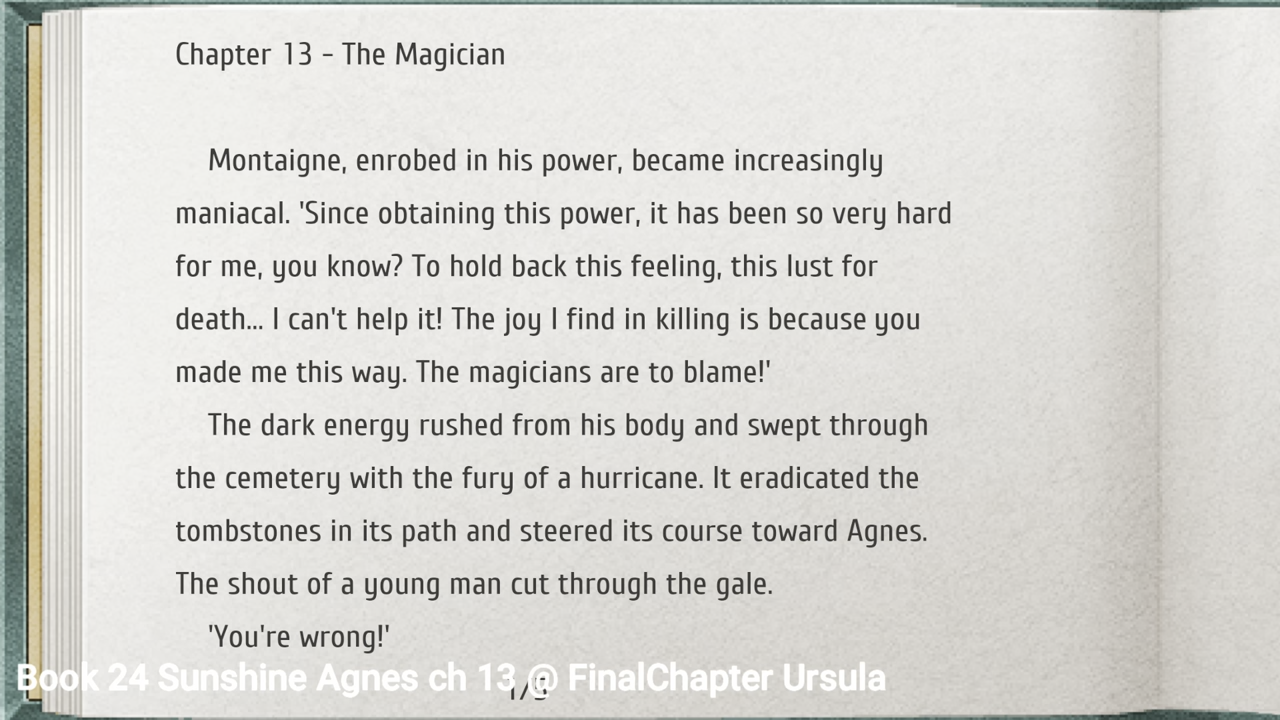 Chapter 13 - The Magician
Montaigne, enrobed in his power, became increasingly
maniacal. 'Since obtaining this power, it has been so very hard
for me, you know? To hold back this feeling, this lust for
death... I can't help it! The joy I find in killing is because you
made me this way. The magicians are to blame!'
The dark energy rushed from his body and swept through
the cemetery with the fury of a hurricane. It eradicated the
tombstones in its path and steered its course toward Agnes.
The shout of a young man cut through the gale.
'You're wrong!'
Book 24 Sunshine Agnes ch 13 @ FinalChapter Ursula